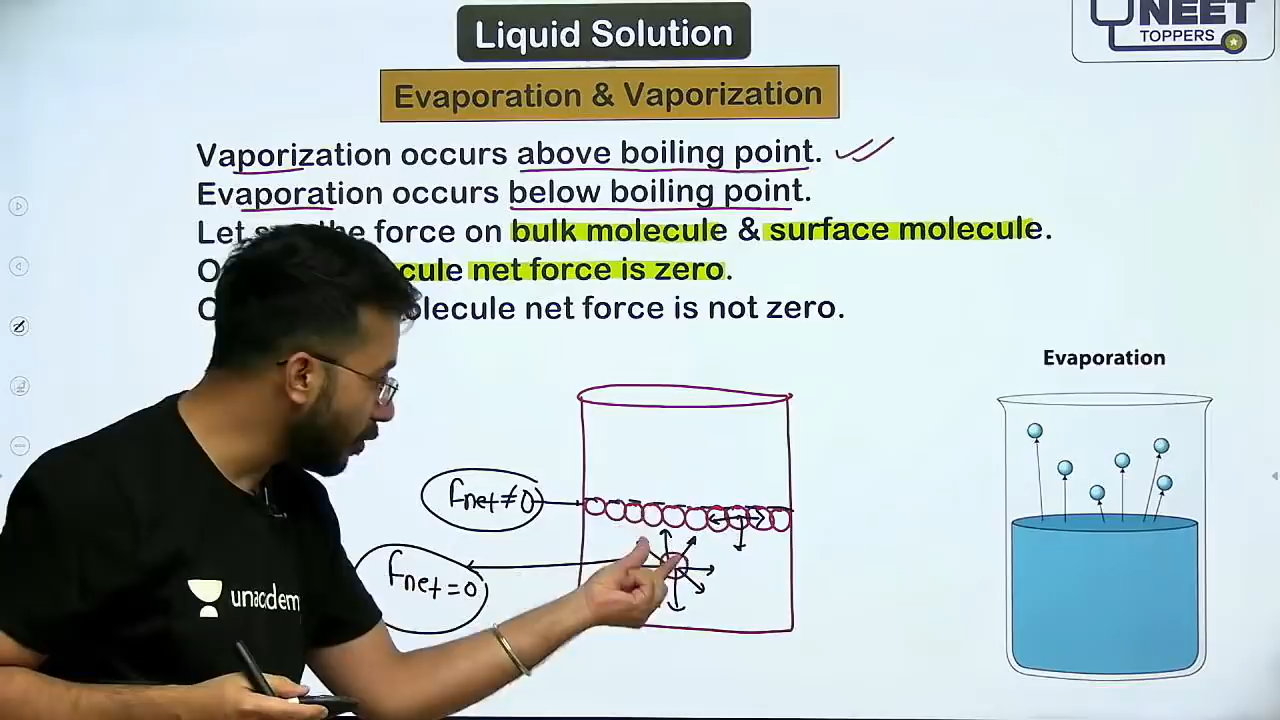 Liquid Solution
NEET
TOPPERS
Evaporation & Vaporization
Vaporization occurs above boiling point.
Evaporation occurs below boiling point.
Let the force on bulk molecule & surface molecule.
net force is zero.
net force is not zero.
Evaporation
Fnet ≠ 0
Fnet = 0
unacadem